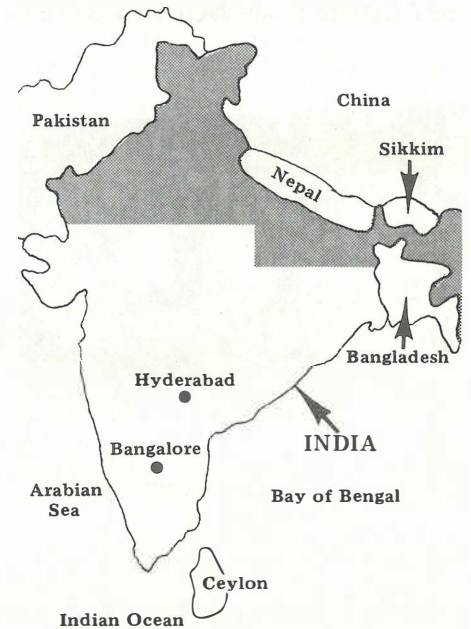 China
Pakistan
Sikkim
Nepal
Bangladesh
Hyderabad
INDIA
Bangalore
Arabian
Sea
Bay of Bengal
Ceylon
Indian Ocean